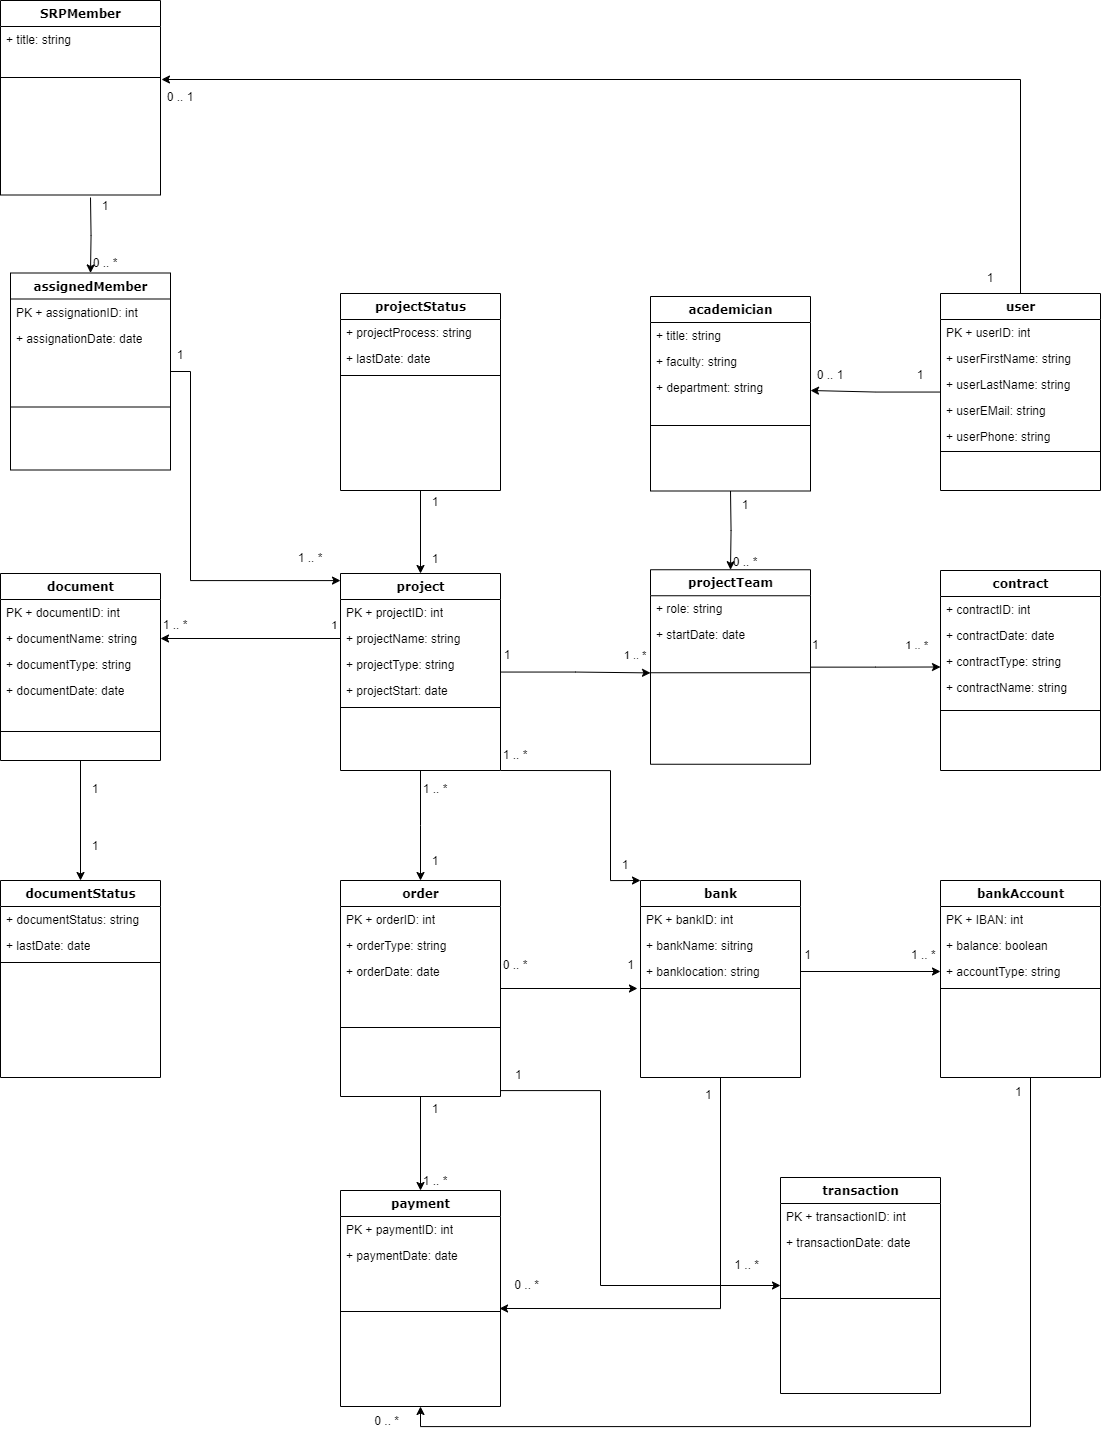 SRPMember
+ title: string
0 .. 1
1
0 .. *
1
assignedMember
PK + assignationID: int
+ assignationDate: date
1
projectStatus
+ projectProcess: string
+ lastDate: date
1
1
academician
+ title: string
+ faculty: string
+ department: string
0 .. 1
1
1
0 .. *
user
PK + userID: int
+ userFirstName: string
+ userLastName: string
+ userEMail: string
+ userPhone: string
1 .. *
document
PK + documentID: int
+ documentName: string
+ documentType: string
+ documentDate: date
1 .. *
1
project
PK + projectID: int
+ projectName: string
+ projectType: string
+ projectStart: date
1
1 .. *
projectTeam
+ role: string
+ startDate: date
1
1 .. *
contract
+ contractID: int
+ contractDate: date
+ contractType: string
+ contractName: string
1 .. *
1 .. *
1
1
1
1
documentStatus
+ documentStatus: string
+ lastDate: date
order
PK + orderID: int
+ orderType: string
+ orderDate: date
0 .. *
1
bank
PK + bankID: int
+ bankName: sitring
+ banklocation: string
1
1 .. *
bankAccount
PK + IBAN: int
+ balance: boolean
+ accountType: string
1
1
1
1
1 .. *
payment
PK + paymentID: int
+ paymentDate: date
0 .. *
1 .. *
transaction
PK + transactionID: int
+ transactionDate: date
0 .. *